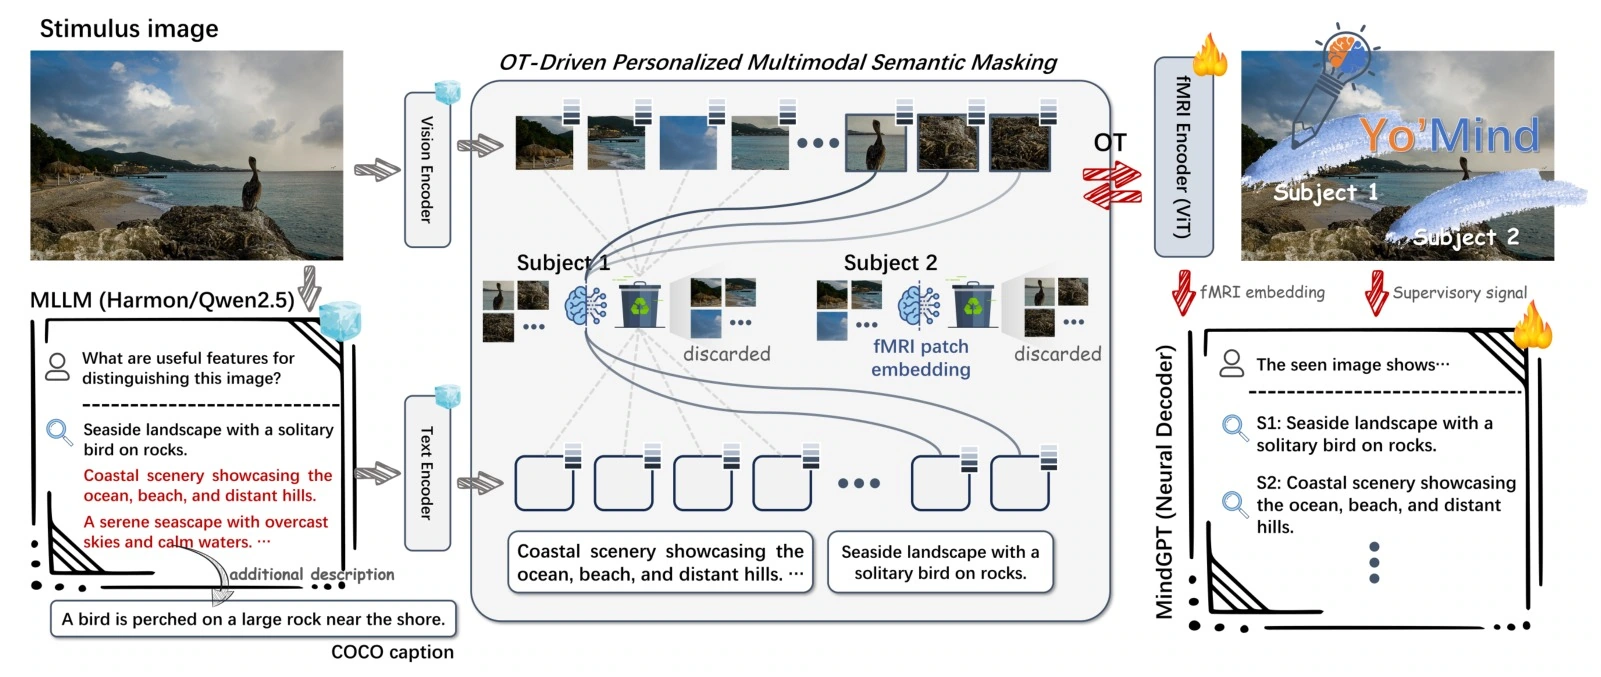 Stimulus image
MLLM (Harmon/Qwen2.5)
What are useful features for
distinguishing this image?
Seaside landscape with a solitary
bird on rocks.
Coastal scenery showcasing the
ocean, beach, and distant hills.
A serene seascape with overcast
skies and calm waters. ...
additional description
A bird is perched on a large rock near the shore.
COCO caption
Vision Encoder
Text Encoder
OT-Driven Personalized Multimodal Semantic Masking
Subject 1
discarded
Subject 2
fMRI patch
embedding
discarded
Coastal scenery showcasing the
ocean, beach, and distant hills. ...
Seaside landscape with a
solitary bird on rocks.
OT
fMRI Encoder (ViT)
Yo'Mind
Subject 1
Subject 2
fMRI embedding
Supervisory signal
MindGPT (Neural Decoder)
The seen image shows...
S1: Seaside landscape with a
solitary bird on rocks.
S2: Coastal scenery showcasing
the ocean, beach, and distant
hills.